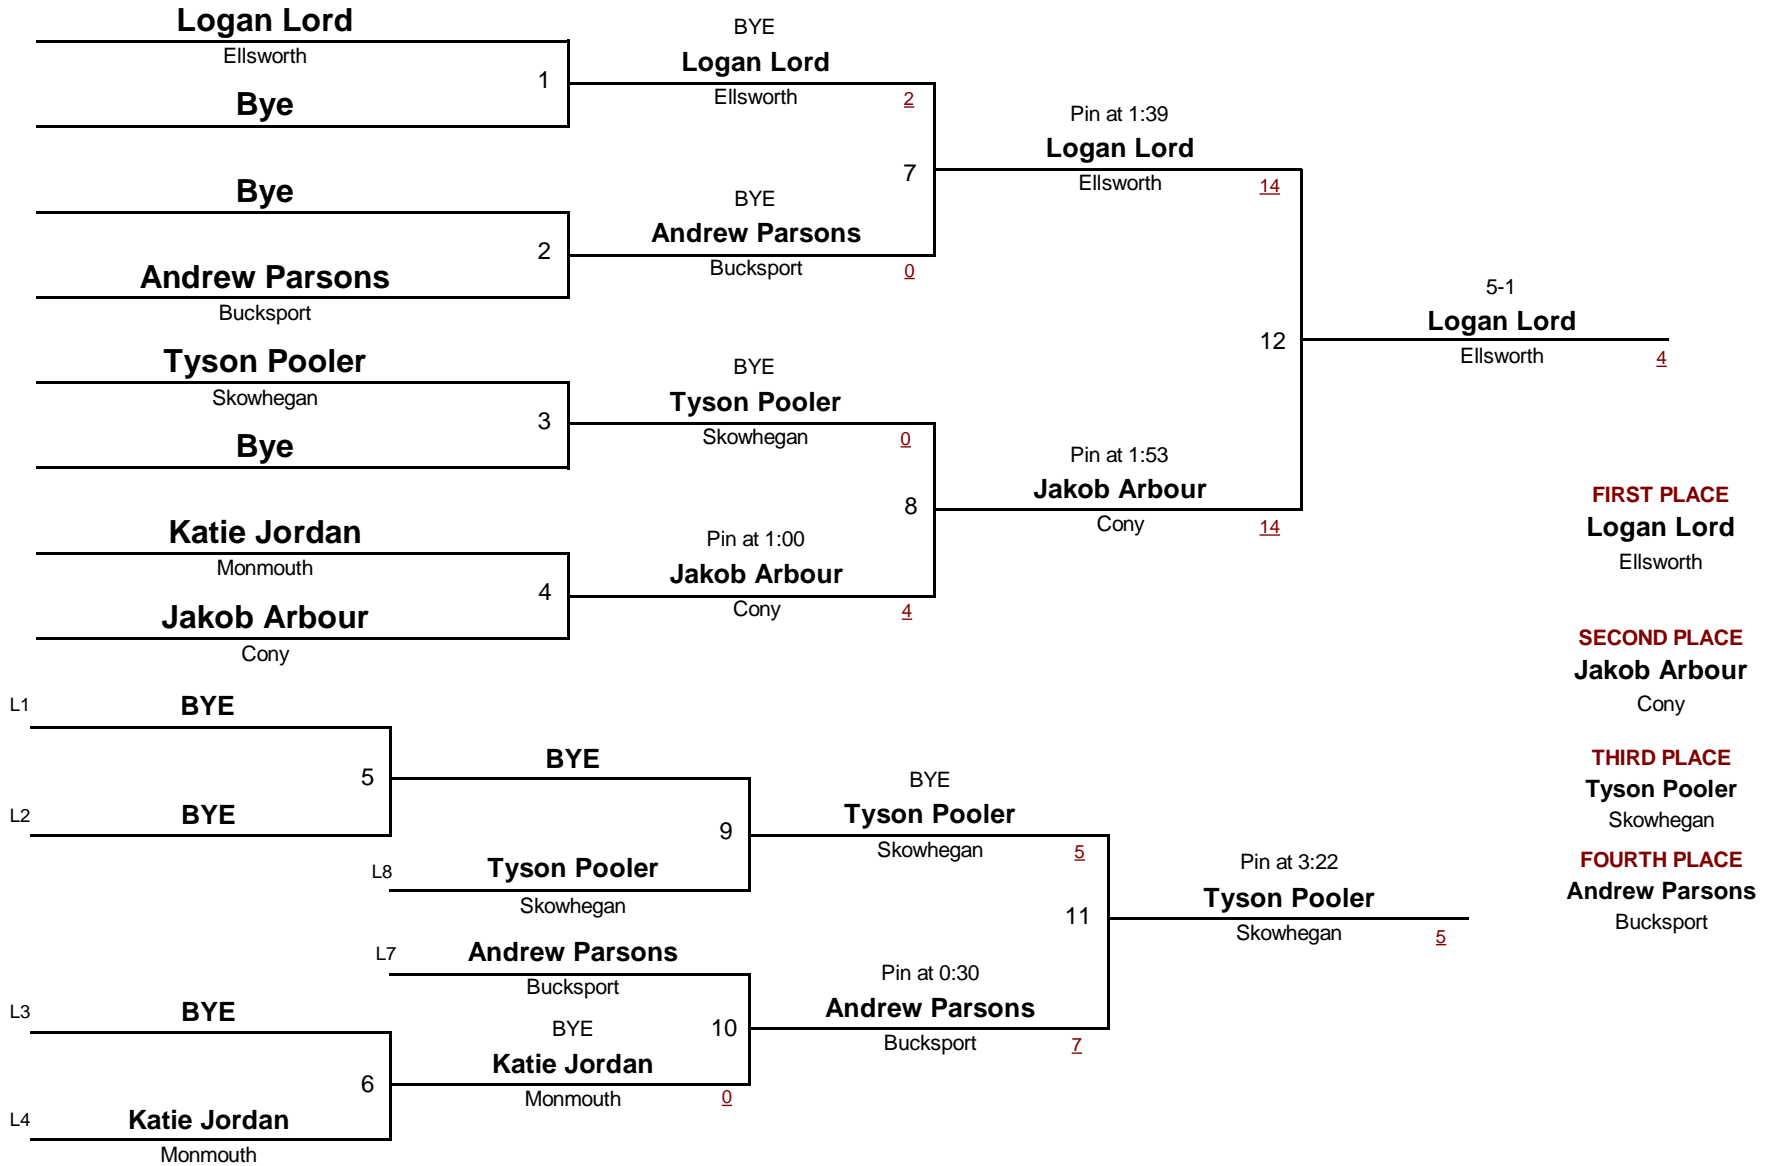 Logan Lord
Ellsworth
1
Bye
Bye
2
Andrew Parsons
Bucksport
Tyson Pooler
Skowhegan
3
Bye
Katie Jordan
Monmouth
4
Jakob Arbour
Cony
BYE
Logan Lord
Ellsworth
2
7
BYE
Andrew Parsons
Bucksport
0
BYE
Tyson Pooler
Skowhegan
0
8
Pin at 1:00
Jakob Arbour
Cony
4
Pin at 1:39
Logan Lord
Ellsworth
14
12
Pin at 1:53
Jakob Arbour
Cony
14
5-1
Logan Lord
Ellsworth
4
FIRST PLACE
Logan Lord
Ellsworth
SECOND PLACE
Jakob Arbour
Cony
THIRD PLACE
Tyson Pooler
Skowhegan
FOURTH PLACE
Andrew Parsons
Bucksport
L1
BYE
5
L2
BYE
BYE
9
L8
Tyson Pooler
Skowhegan
L7
Andrew Parsons
Bucksport
10
BYE
Katie Jordan
Monmouth
0
L3
BYE
6
L4
Katie Jordan
Monmouth
BYE
Tyson Pooler
Skowhegan
5
11
Pin at 0:30
Andrew Parsons
Bucksport
7
Pin at 3:22
Tyson Pooler
Skowhegan
5